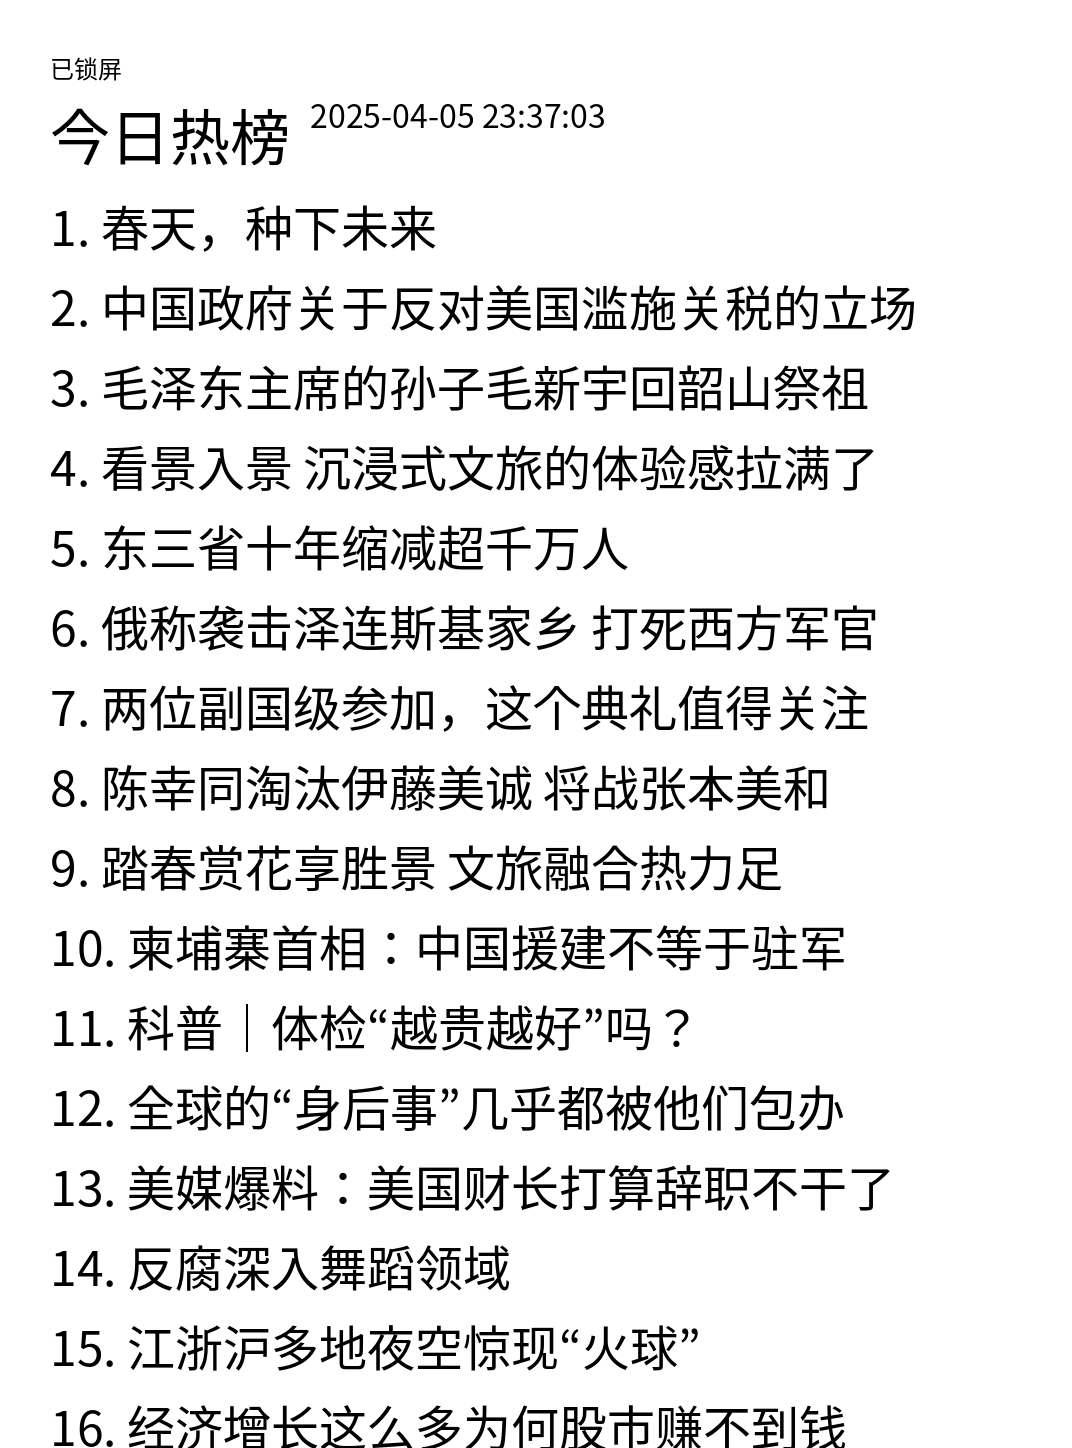 已锁屏
今日热榜 2025-04-05 23:37:03
1. 春天，种下未来
2. 中国政府关于反对美国滥施关税的立场
3. 毛泽东主席的孙子毛新宇回韶山祭祖
4. 看景入景 沉浸式文旅的体验感拉满了
5. 东三省十年缩减超千万人
6. 俄称袭击泽连斯基家乡 打死西方军官
7. 两位副国级参加，这个典礼值得关注
8. 陈幸同淘汰伊藤美诚 将战张本美和
9. 踏春赏花享胜景 文旅融合热力足
10. 柬埔寨首相：中国援建不等于驻军
11. 科普｜体检“越贵越好”吗？
12. 全球的“身后事”几乎都被他们包办
13. 美媒爆料：美国财长打算辞职不干了
14. 反腐深入舞蹈领域
15. 江浙沪多地夜空惊现“火球”
16. 经济增长这么多为何股市赚不到钱